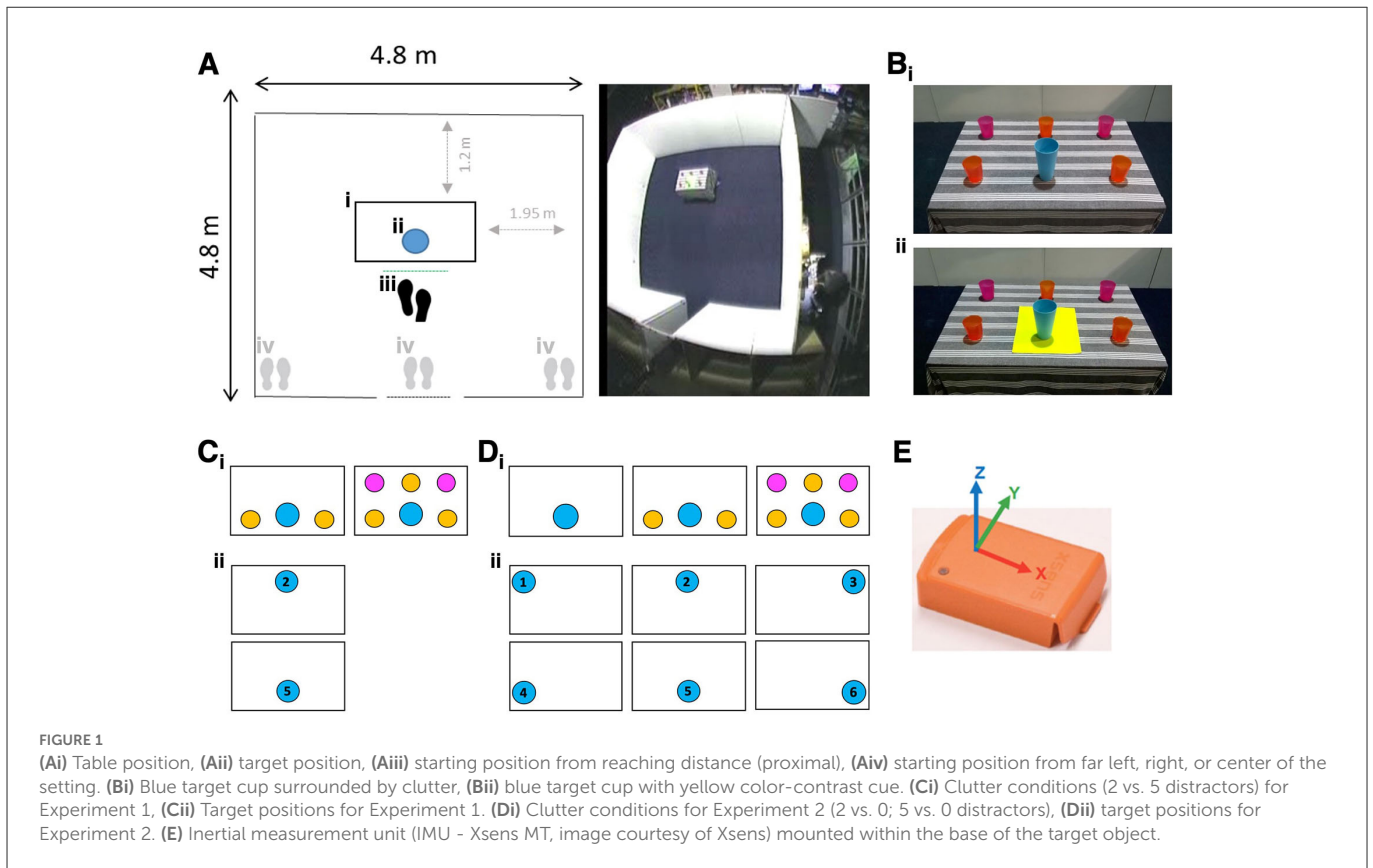 A
4.8 m
4.8 m
1.2 m
i
ii
1.95 m
iii
iv
iv
iv
Bi
ii
Ci
ii
2
5
Di
ii
1
2
3
4
5
6
E
Z
Y
X
xsens
FIGURE 1
(Ai) Table position, (Aii) target position, (Aiii) starting position from reaching distance (proximal), (Aiv) starting position from far left, right, or center of the
setting. (Bi) Blue target cup surrounded by clutter, (Bii) blue target cup with yellow color-contrast cue. (Ci) Clutter conditions (2 vs. 5 distractors) for
Experiment 1, (Cii) Target positions for Experiment 1. (Di) Clutter conditions for Experiment 2 (2 vs. 0; 5 vs. 0 distractors), (Dii) target positions for
Experiment 2. (E) Inertial measurement unit (IMU - Xsens MT, image courtesy of Xsens) mounted within the base of the target object.